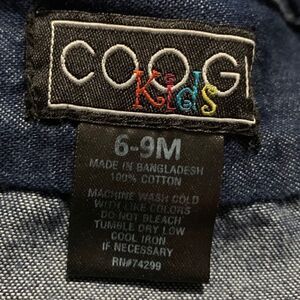 COOGI
Kids
6-9M
MADE IN BANGLADESH
100% COTTON
MACHINE WASH COLD
WITH LIKE COLORS
DO NOT BLEACH
TUMBLE DRY LOW
COOL IRON
IF NECESSARY
RN#74299